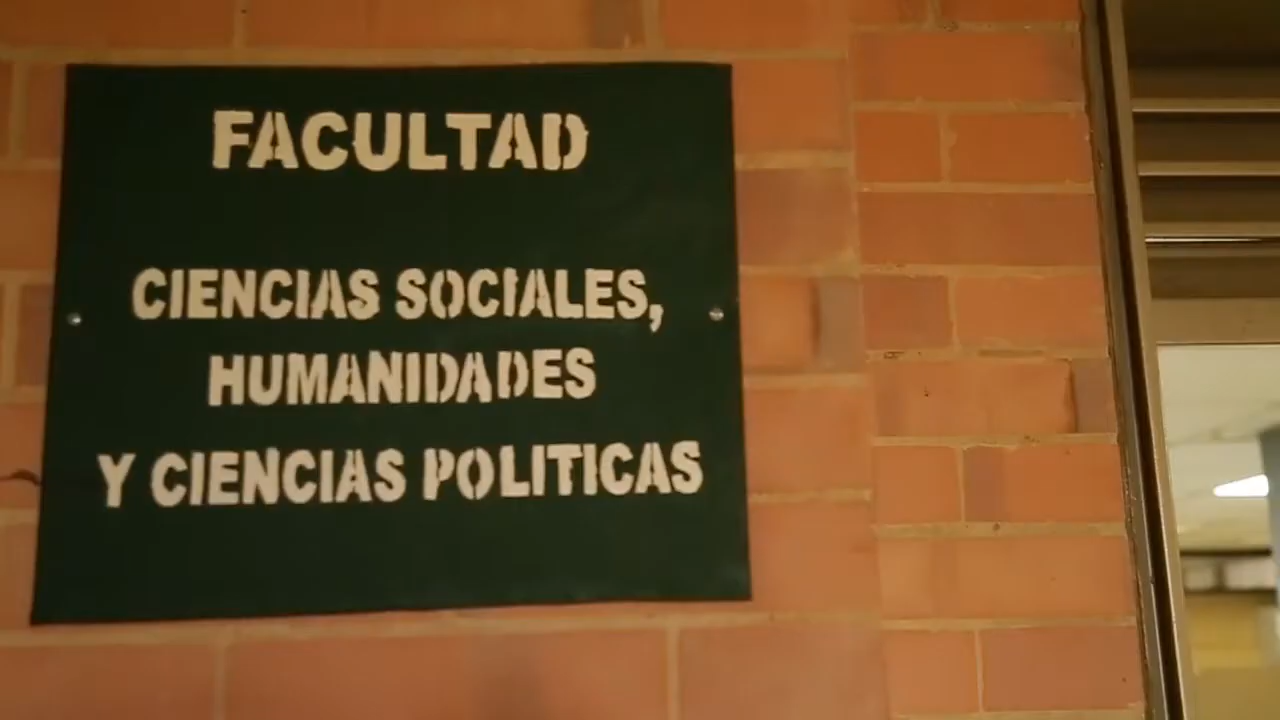 FACULTAD
CIENCIAS SOCIALES,
HUMANIDADES
Y CIENCIAS POLITICAS